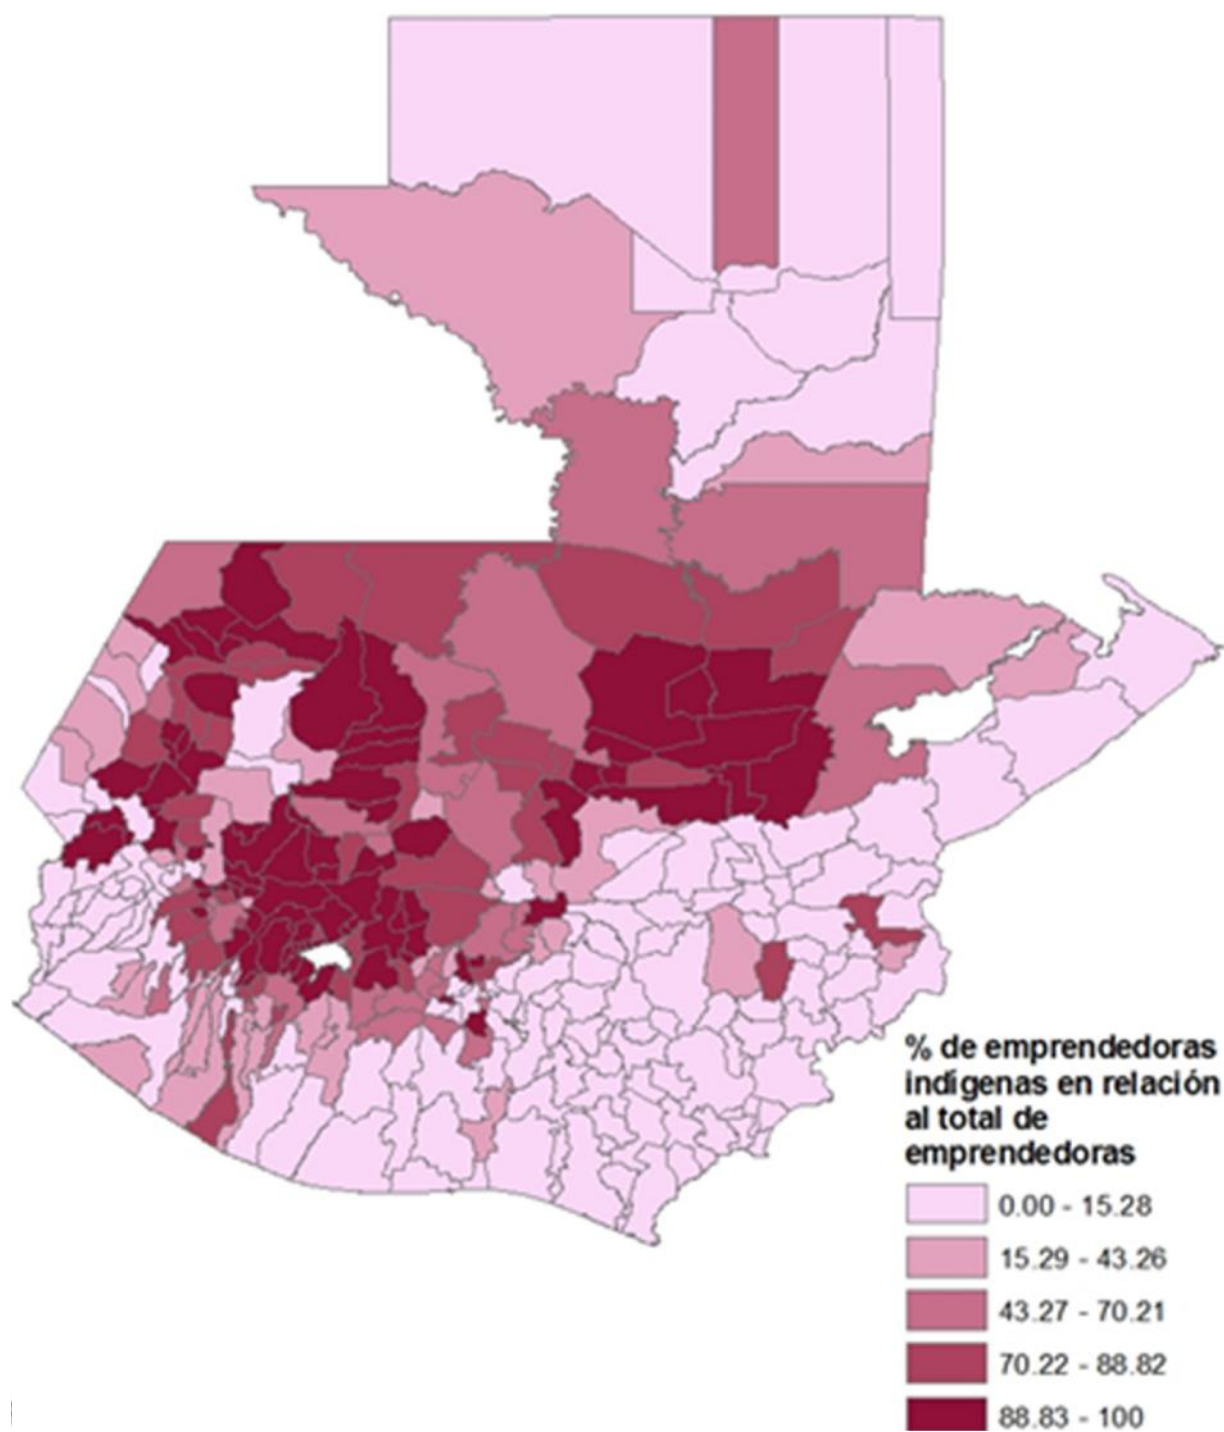 % de emprendedoras
indígenas en relación
al total de
emprendedoras
0.00 - 15.28
15.29 - 43.26
43.27 - 70.21
70.22 - 88.82
88.83 - 100